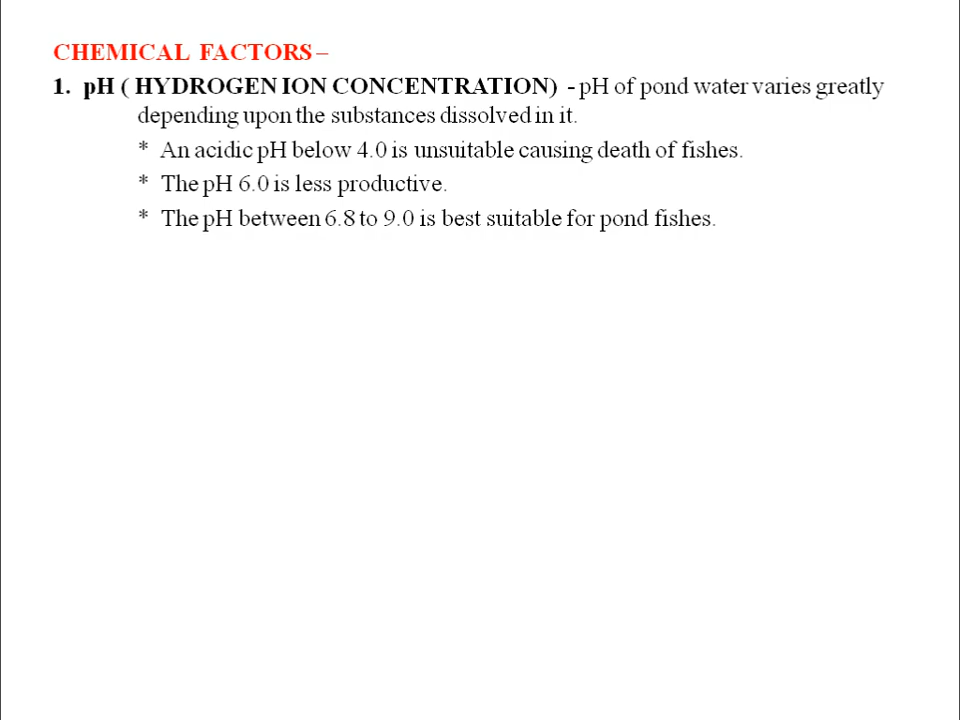 CHEMICAL FACTORS –
1. pH ( HYDROGEN ION CONCENTRATION) - pH of pond water varies greatly
depending upon the substances dissolved in it.
* An acidic pH below 4.0 is unsuitable causing death of fishes.
* The pH 6.0 is less productive.
* The pH between 6.8 to 9.0 is best suitable for pond fishes.